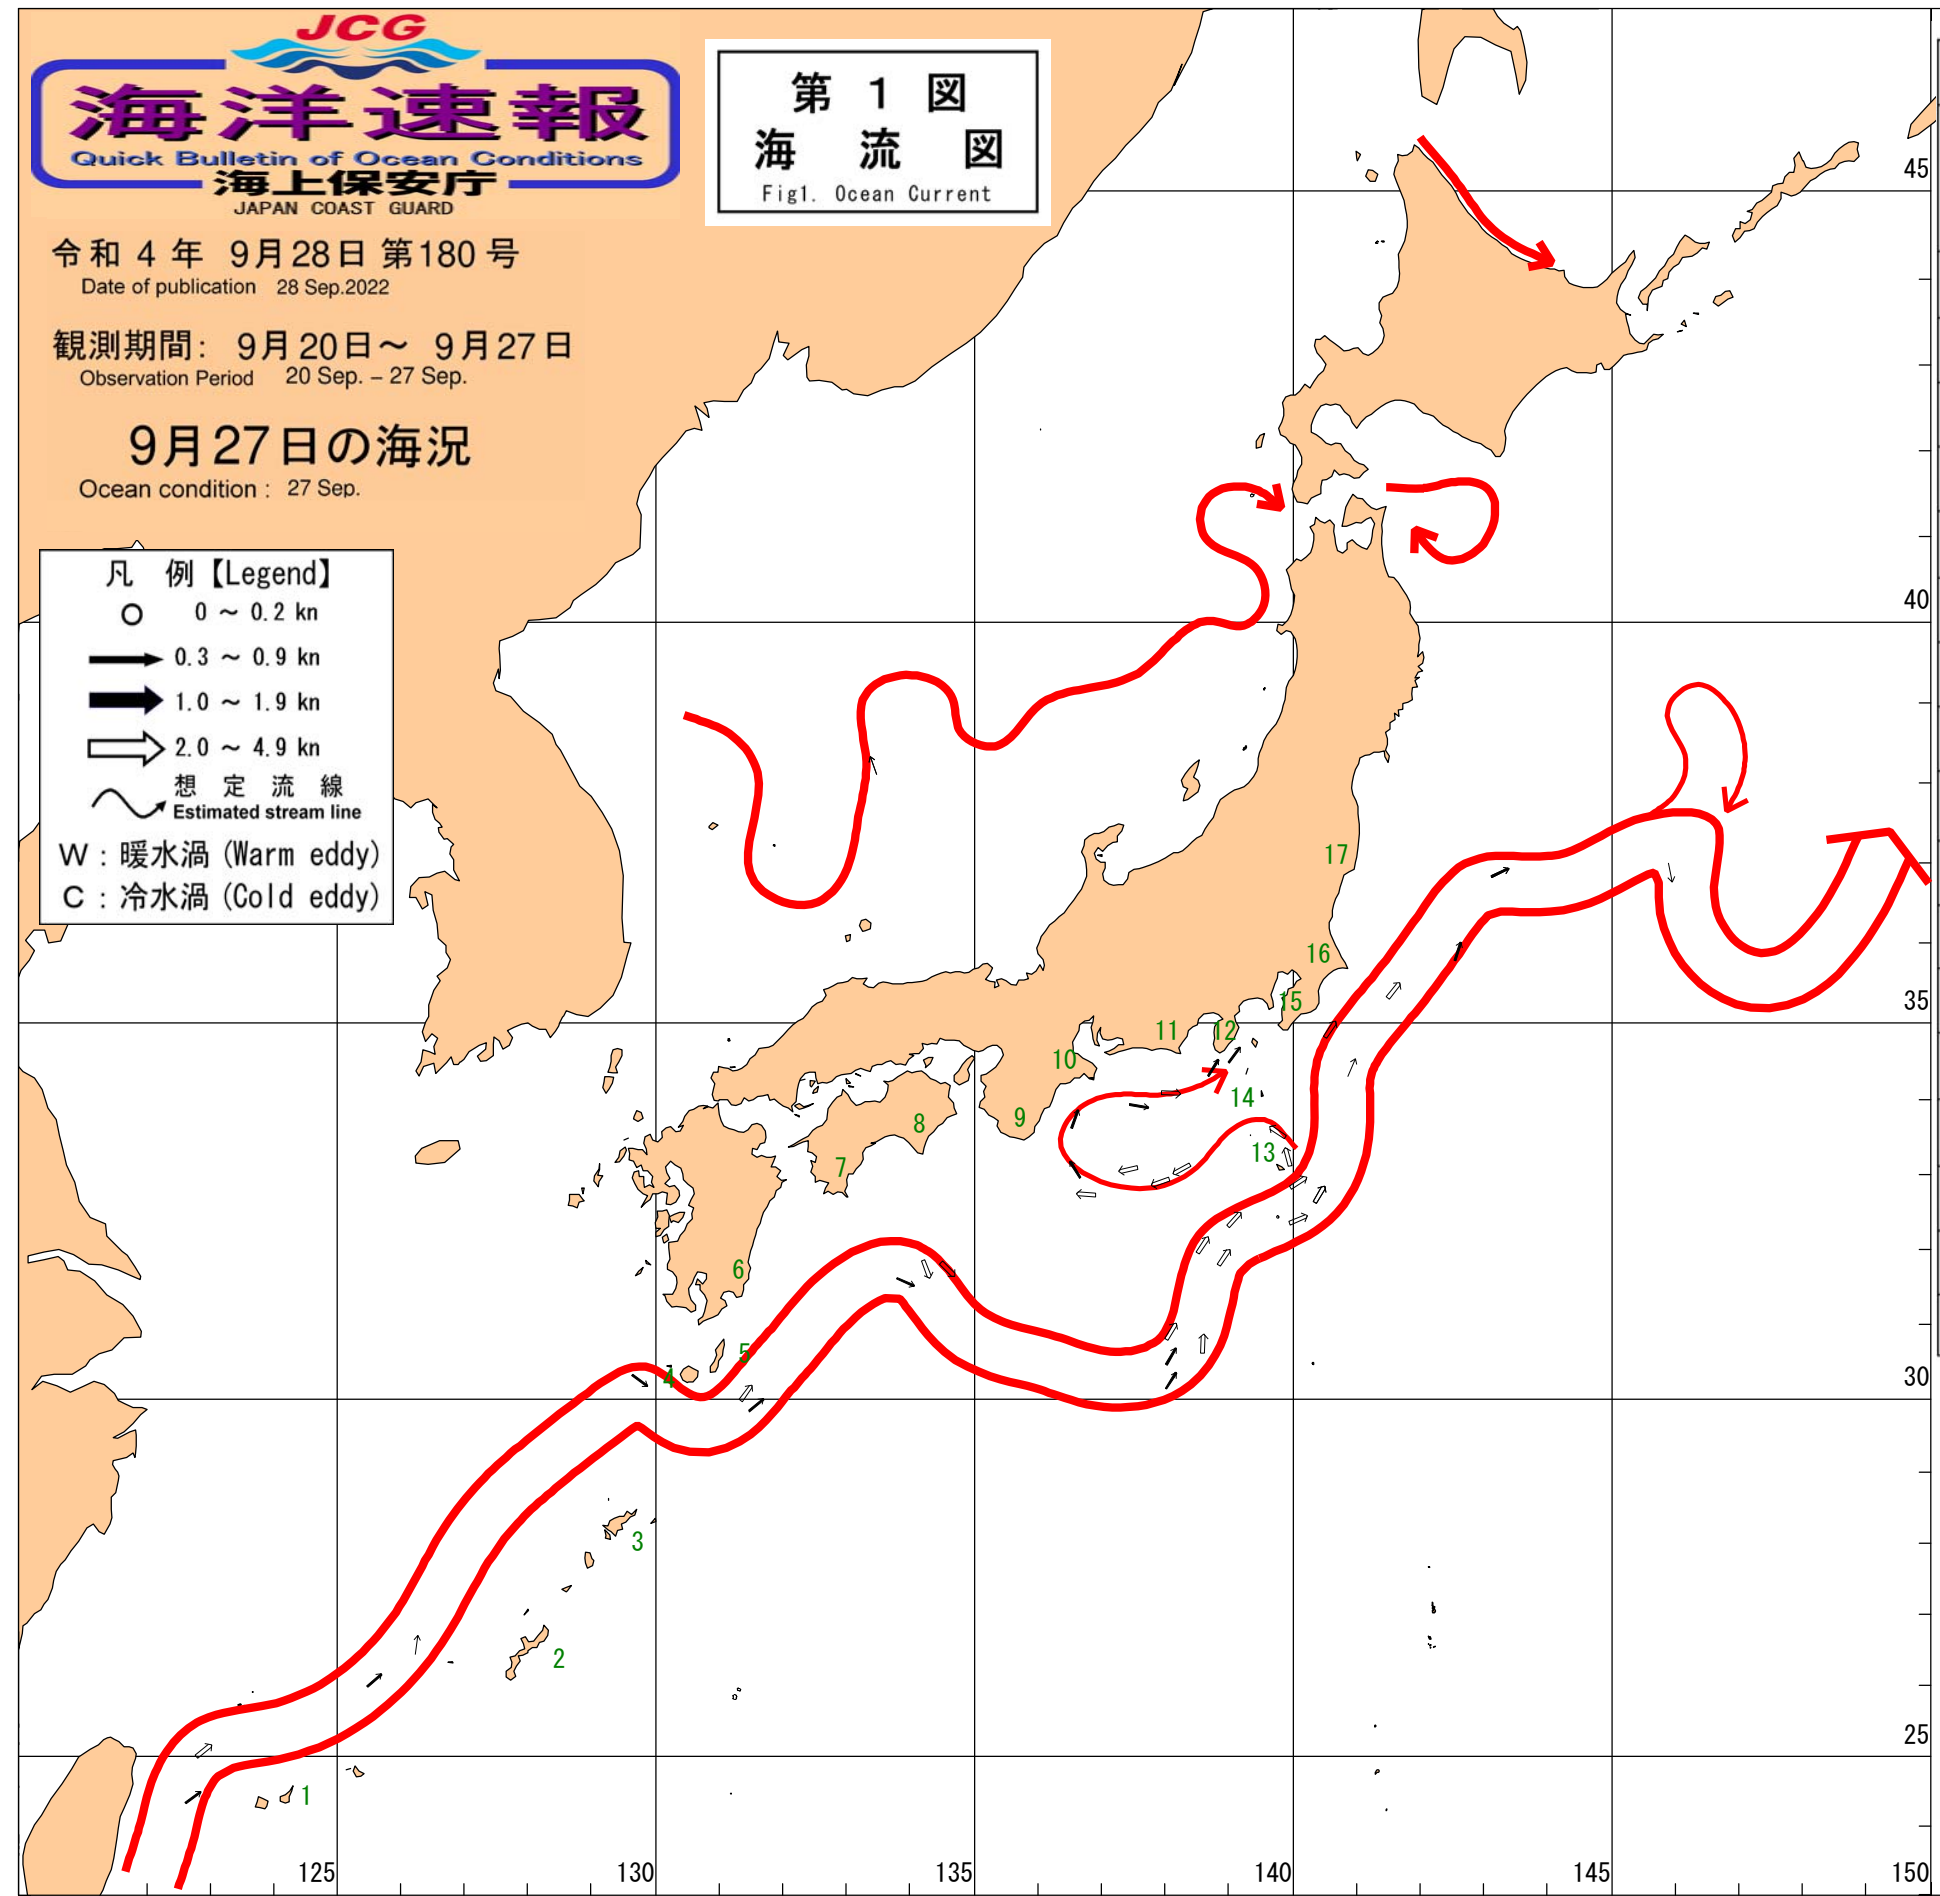 JCG
海洋速報
Quick Bulletin of Ocean Conditions
海上保安庁
JAPAN COAST GUARD
第 1 図
海 流 図
Fig1. Ocean Current
令和 4 年 9月28日 第180 号
Date of publication 28 Sep.2022
観測期間: 9月20日～ 9月27日
Observation Period 20 Sep. – 27 Sep.
9月27日の海況
Ocean condition : 27 Sep.
凡 例【Legend】
0 ～ 0.2 kn
0.3 ～ 0.9 kn
1.0 ～ 1.9 kn
2.0 ～ 4.9 kn
想 定 流 線
Estimated stream line
W : 暖水渦 (Warm eddy)
C : 冷水渦 (Cold eddy)
45
40
17
16
35
15
12
11
10
14
9
8
13
7
6
5
4
30
3
2
25
1
125
130
135
140
145
150